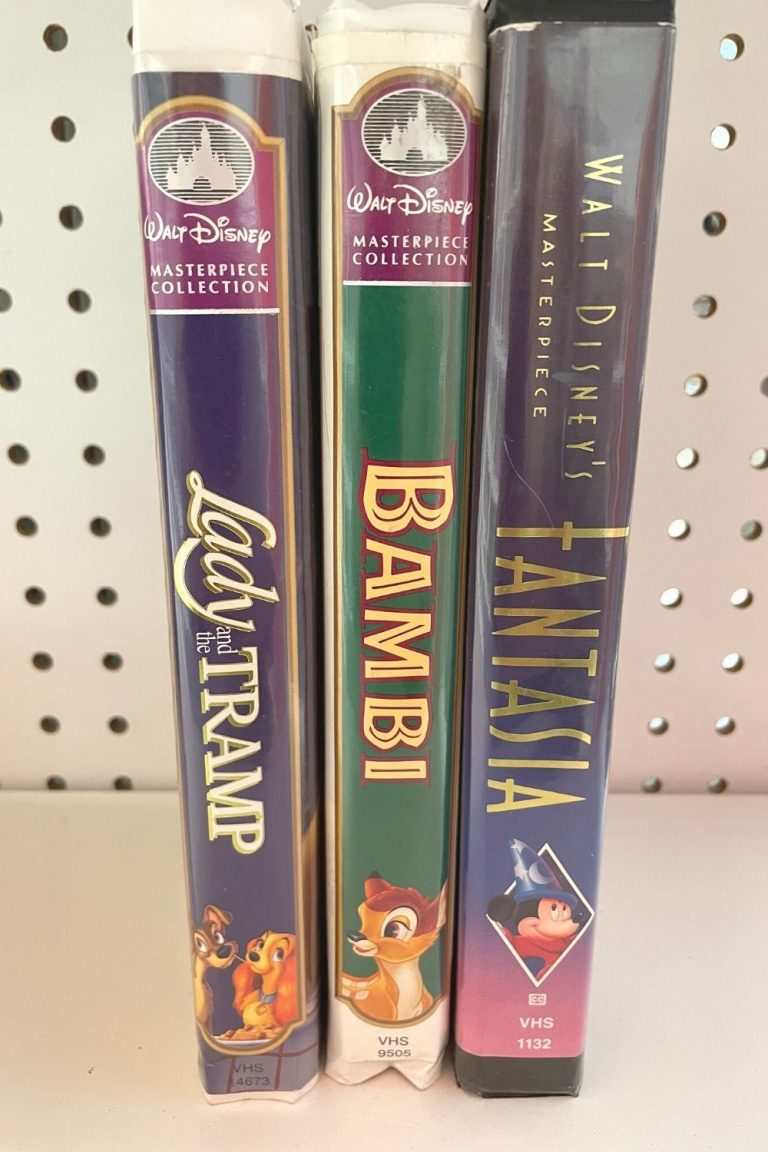 WALT DISNEY
MASTERPIECE
COLLECTION
Lady
and
the
TRAMP
VHS
14673
WALT DISNEY
MASTERPIECE
COLLECTION
BAMBI
VHS
9505
WALT DISNEY'S
MASTERPIECE
FANTASIA
CC
VHS
1132